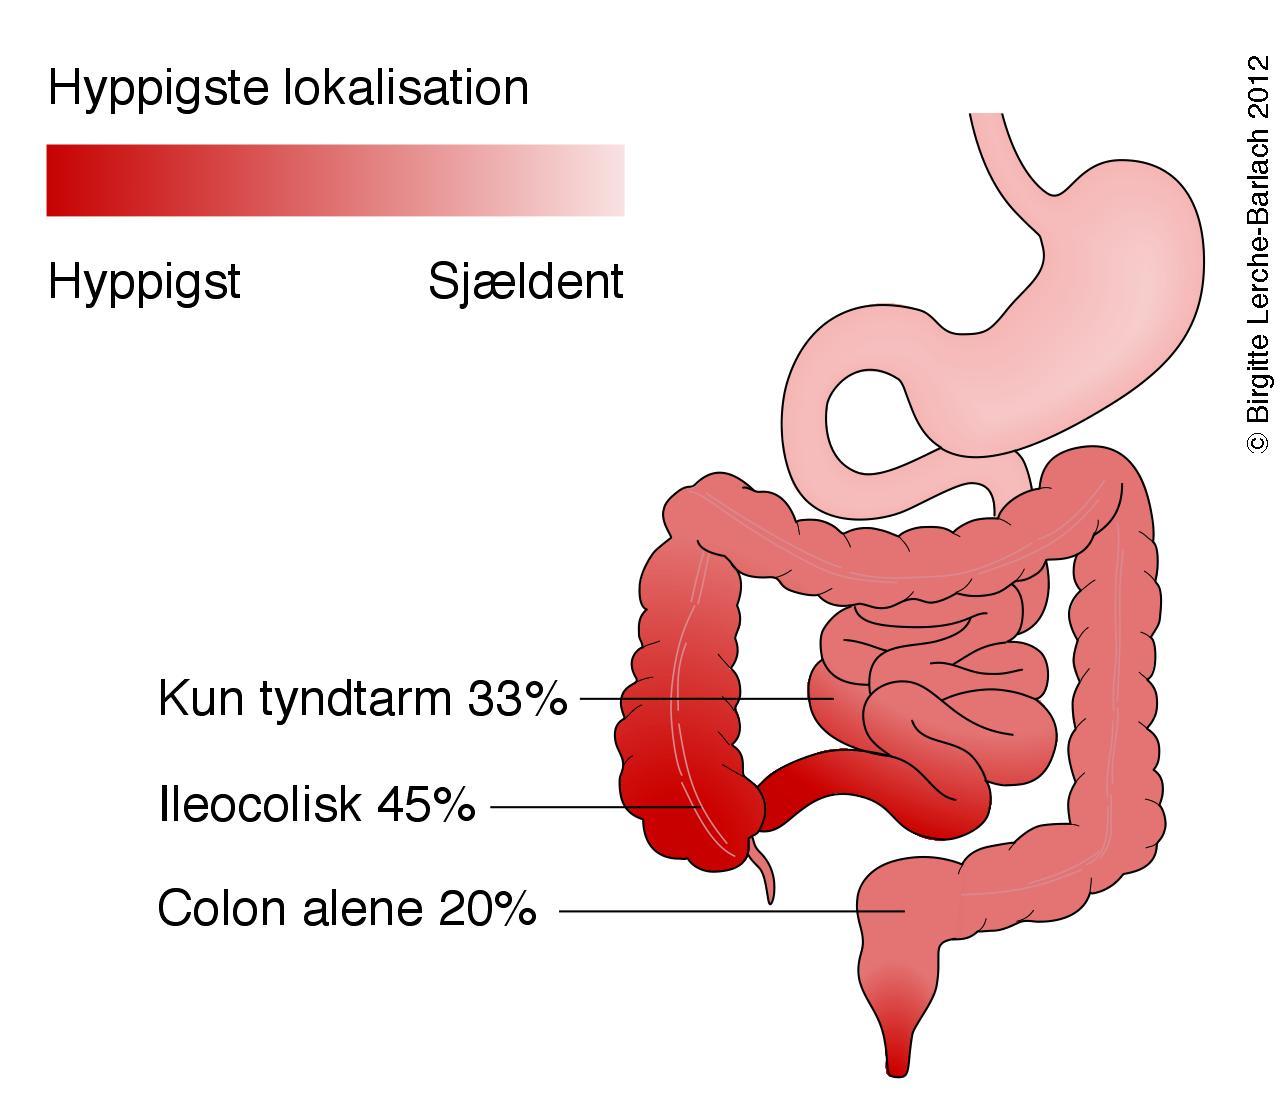 Hyppigste lokalisation
Hyppigst Sjældent
Kun tyndtarm 33%
Ileocolisk 45%
Colon alene 20%
© Birgitte Lerche-Barlach 2012